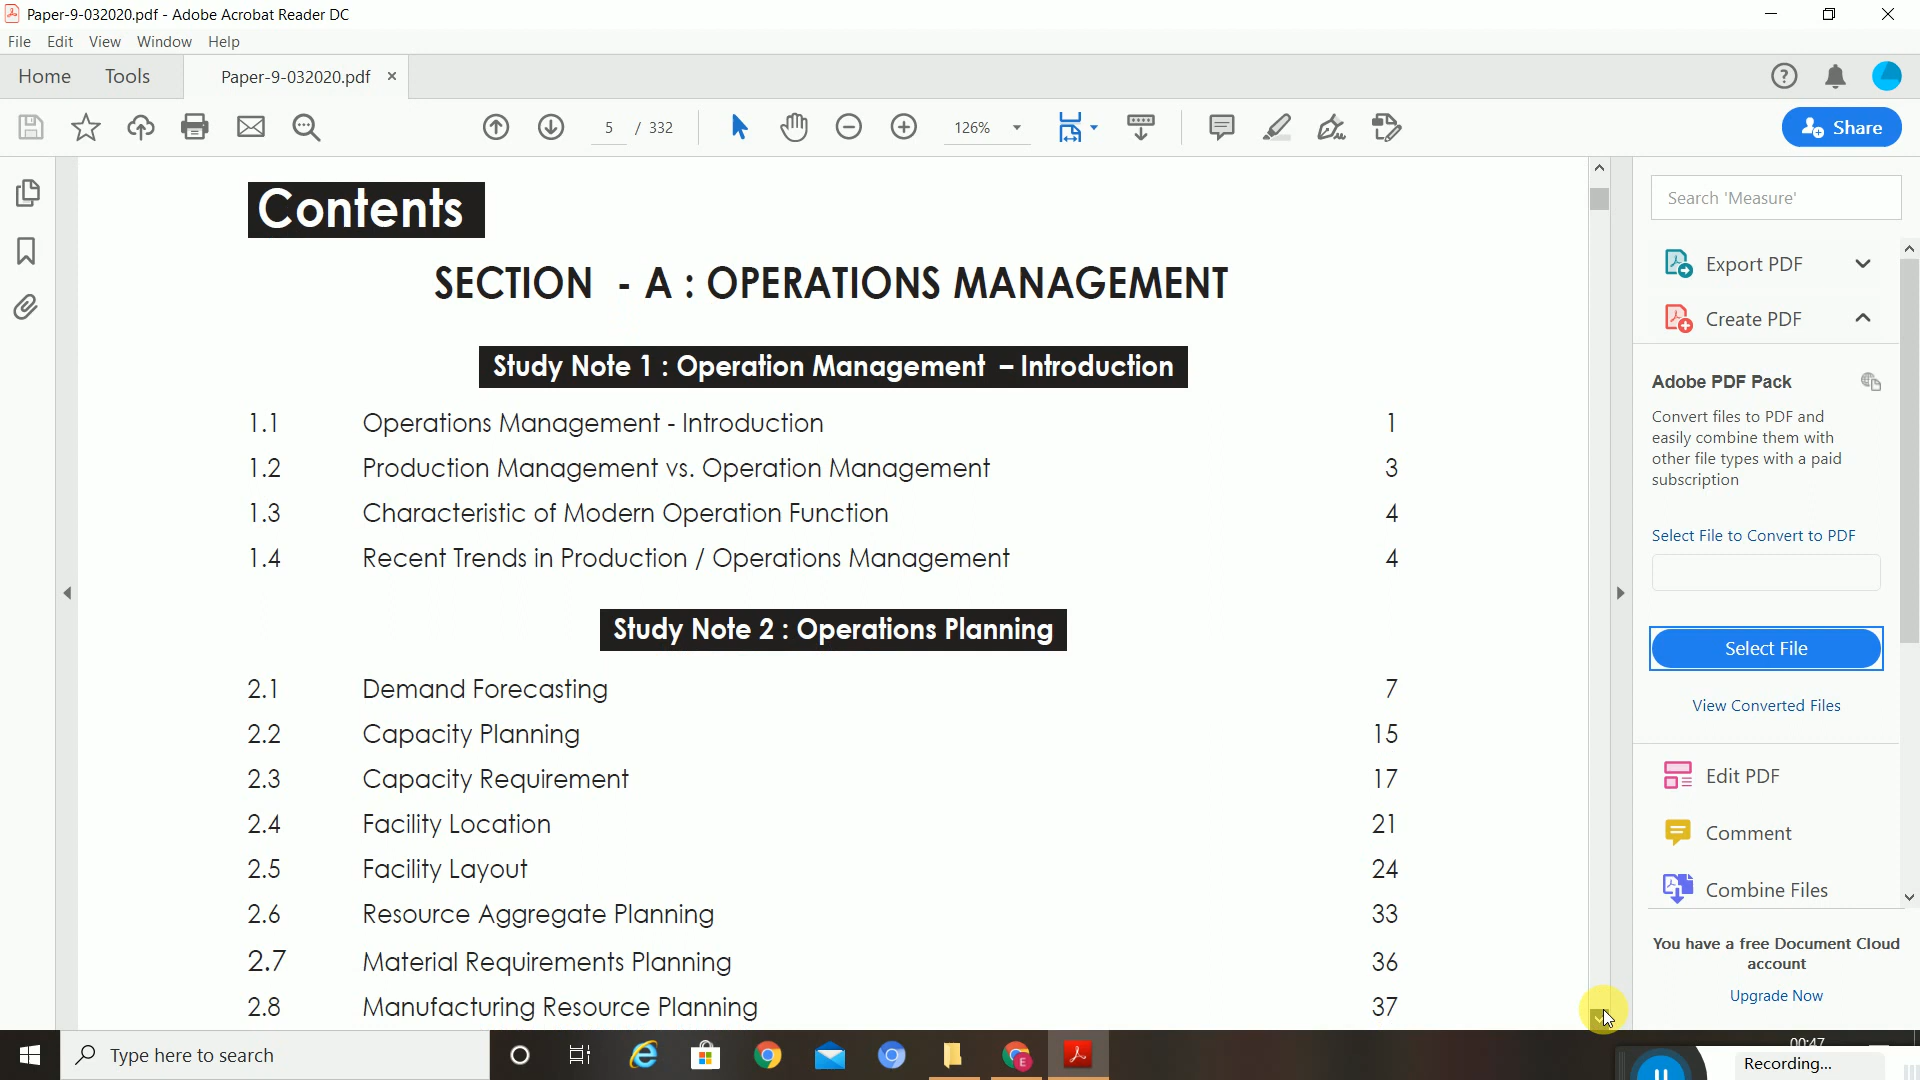 Paper-9-032020.pdf - Adobe Acrobat Reader DC
File Edit View Window Help
Home Tools Paper-9-032020.pdf ×
5 / 332 126% Share
Contents
SECTION - A : OPERATIONS MANAGEMENT
Study Note 1 : Operation Management – Introduction
1.1 Operations Management - Introduction 1
1.2 Production Management vs. Operation Management 3
1.3 Characteristic of Modern Operation Function 4
1.4 Recent Trends in Production / Operations Management 4
Study Note 2 : Operations Planning
2.1 Demand Forecasting 7
2.2 Capacity Planning 15
2.3 Capacity Requirement 17
2.4 Facility Location 21
2.5 Facility Layout 24
2.6 Resource Aggregate Planning 33
2.7 Material Requirements Planning 36
2.8 Manufacturing Resource Planning 37
Search 'Measure'
Export PDF
Create PDF
Adobe PDF Pack
Convert files to PDF and
easily combine them with
other file types with a paid
subscription
Select File to Convert to PDF
Select File
View Converted Files
Edit PDF
Comment
Combine Files
You have a free Document Cloud
account
Upgrade Now
Type here to search
E
00:47
Recording...